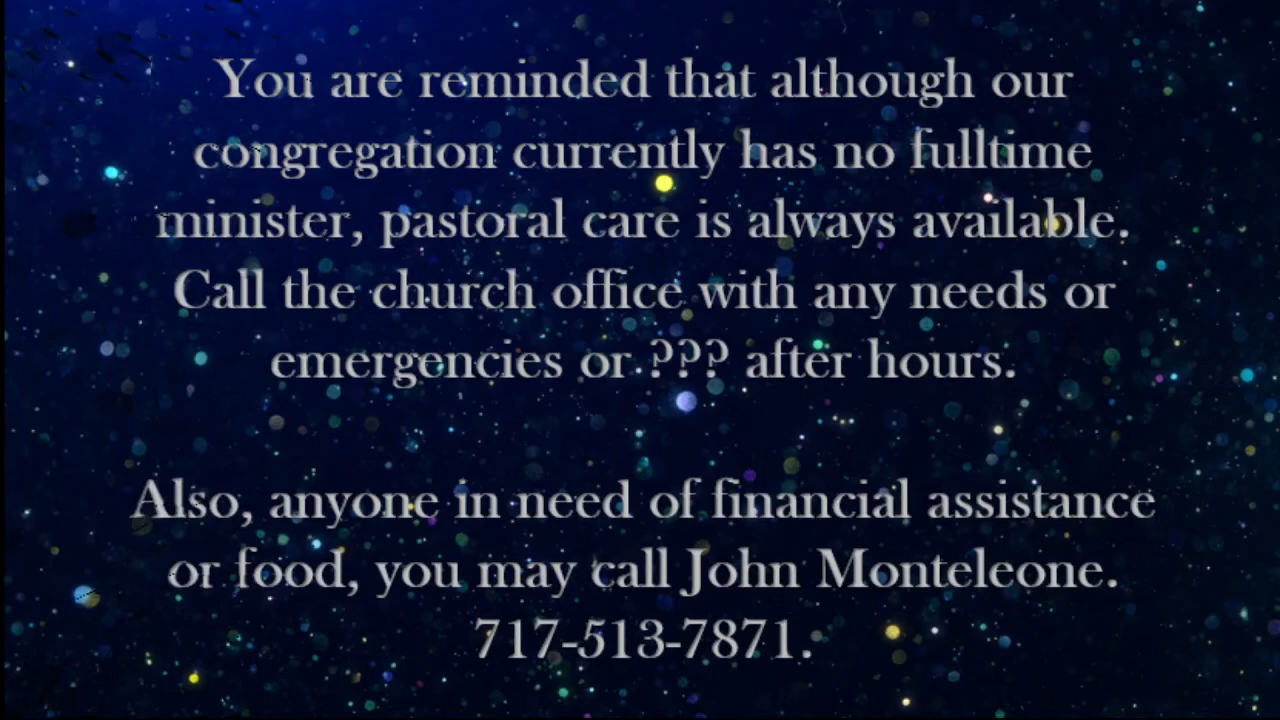 You are reminded that although our
congregation currently has no fulltime
minister, pastoral care is always available.
Call the church office with any needs or
emergencies or ??? after hours.
Also, anyone in need of financial assistance
or food, you may call John Monteleone.
717-513-7871.